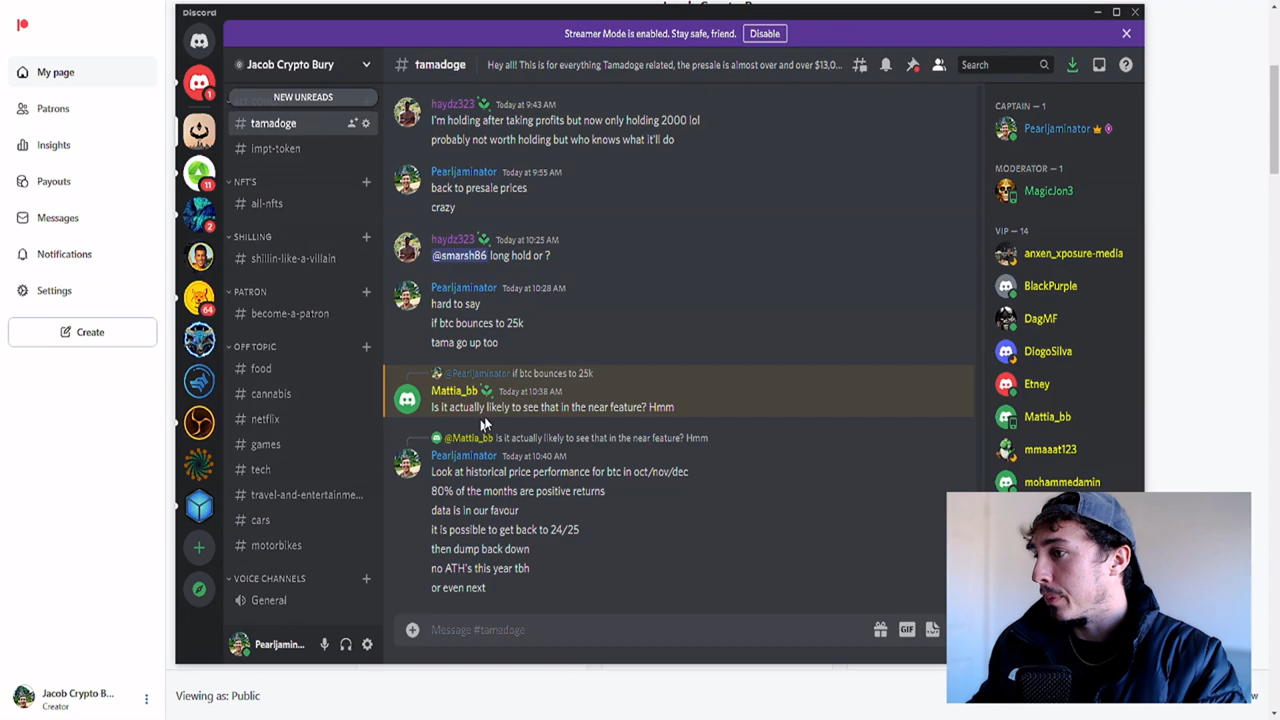 Discord
Streamer Mode is enabled. Stay safe, friend.
Disable
My page
Patrons
Insights
Payouts
Messages
Notifications
Settings
Create
Jacob Crypto B...
Creator
11
2
64
Jacob Crypto Bury
NEW UNREADS
# tamadoge
# impt-token
NFT'S
# all-nfts
SHILLING
# shillin-like-a-villain
PATRON
# become-a-patron
OFF TOPIC
# food
# cannabis
# netflix
# games
# tech
# travel-and-entertainme...
# cars
# motorbikes
VOICE CHANNELS
General
Pearljamin...
# tamadoge
Hey all! This is for everything Tamadoge related, the presale is almost over and over $13,0...
Search
haydz323 Today at 9:43 AM
I'm holding after taking profits but now only holding 2000 lol
probably not worth holding but who knows what it'll do
Pearljaminator Today at 9:55 AM
back to presale prices
crazy
haydz323 Today at 10:25 AM
@smarsh86 long hold or ?
Pearljaminator Today at 10:28 AM
hard to say
if btc bounces to 25k
tama go up too
@Pearljaminator if btc bounces to 25k
Mattia_bb Today at 10:38 AM
Is it actually likely to see that in the near feature? Hmm
@Mattia_bb Is it actually likely to see that in the near feature? Hmm
Pearljaminator Today at 10:40 AM
Look at historical price performance for btc in oct/nov/dec
80% of the months are positive returns
data is in our favour
it is possible to get back to 24/25
then dump back down
no ATH's this year tbh
or even next
Message #tamadoge
GIF
CAPTAIN — 1
Pearljaminator
MODERATOR — 1
MagicJon3
VIP — 14
anxen_xposure-media
BlackPurple
DagMF
DiogoSilva
Etney
Mattia_bb
mmaaat123
mohammedamin
Viewing as: Public